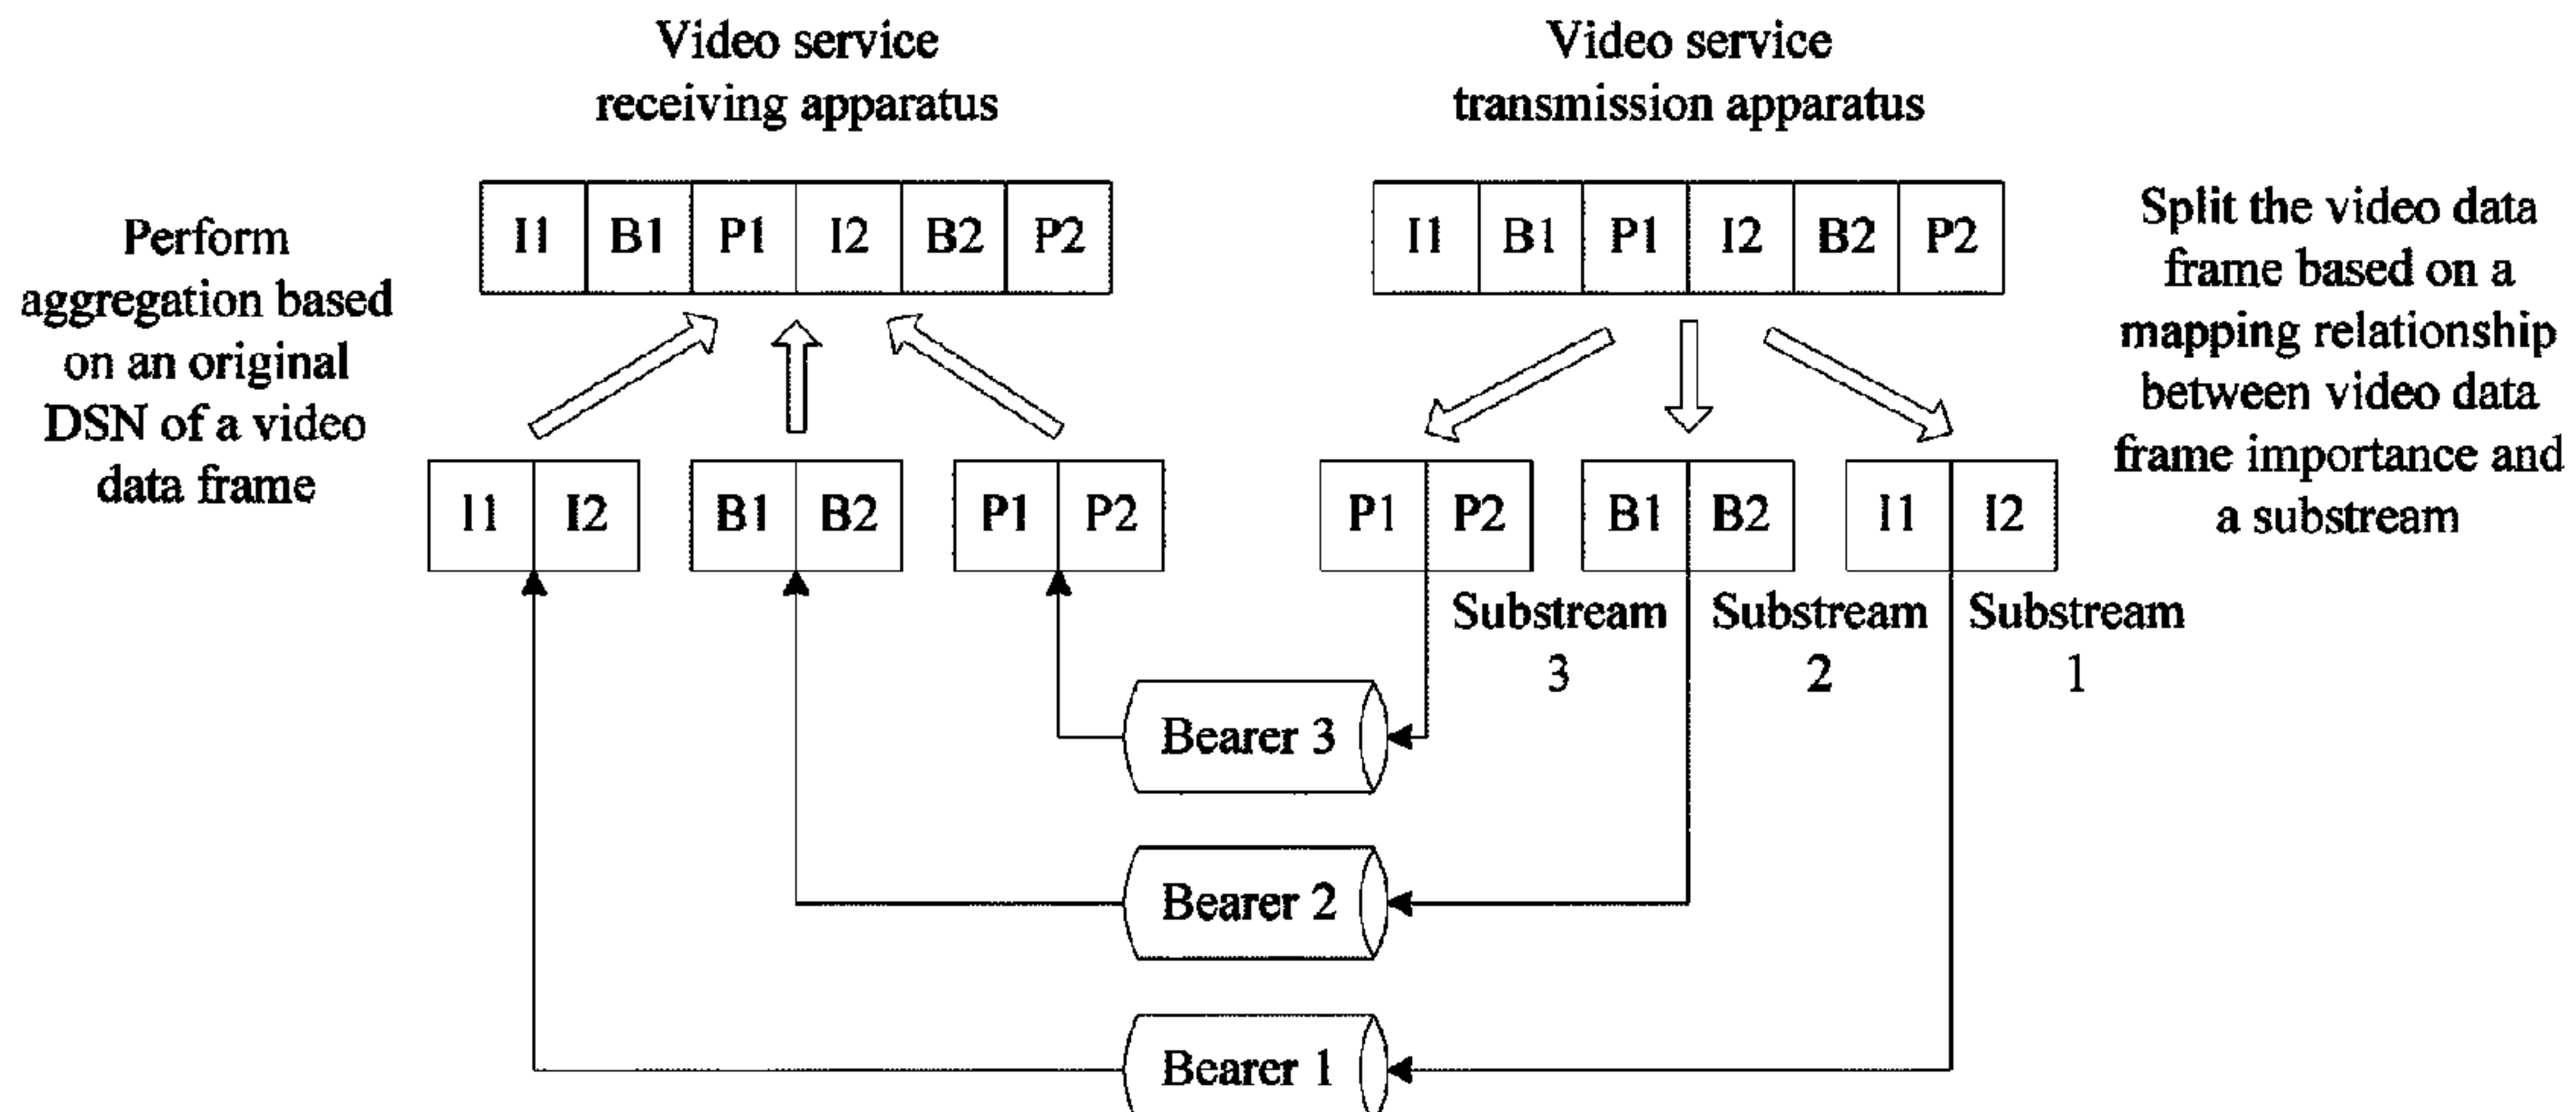 Video service
receiving apparatus
Video service
transmission apparatus
Perform
aggregation based
on an original
DSN of a video
data frame
I1 B1 P1 I2 B2 P2
I1 B1 P1 I2 B2 P2
Split the video data
frame based on a
mapping relationship
between video data
frame importance and
a substream
I1 I2
B1 B2
P1 P2
P1 P2
B1 B2
I1 I2
Substream
3
Substream
2
Substream
1
Bearer 3
Bearer 2
Bearer 1